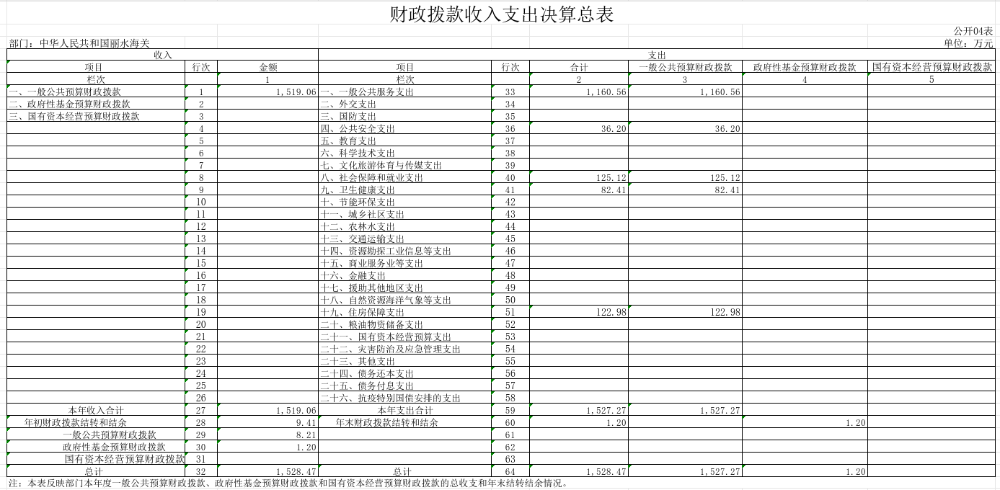 财政拨款收入支出决算总表
公开04表
部门：中华人民共和国丽水海关 单位：万元
收入 支出
项目 行次 金额 项目 行次 合计 一般公共预算财政拨款 政府性基金预算财政拨款 国有资本经营预算财政拨款
栏次 1 栏次 2 3 4 5
一、一般公共预算财政拨款 1 1,519.06 一、一般公共服务支出 33 1,160.56 1,160.56
二、政府性基金预算财政拨款 2 二、外交支出 34
三、国有资本经营预算财政拨款 3 三、国防支出 35
4 四、公共安全支出 36 36.20 36.20
5 五、教育支出 37
6 六、科学技术支出 38
7 七、文化旅游体育与传媒支出 39
8 八、社会保障和就业支出 40 125.12 125.12
9 九、卫生健康支出 41 82.41 82.41
10 十、节能环保支出 42
11 十一、城乡社区支出 43
12 十二、农林水支出 44
13 十三、交通运输支出 45
14 十四、资源勘探工业信息等支出 46
15 十五、商业服务业等支出 47
16 十六、金融支出 48
17 十七、援助其他地区支出 49
18 十八、自然资源海洋气象等支出 50
19 十九、住房保障支出 51 122.98 122.98
20 二十、粮油物资储备支出 52
21 二十一、国有资本经营预算支出 53
22 二十二、灾害防治及应急管理支出 54
23 二十三、其他支出 55
24 二十四、债务还本支出 56
25 二十五、债务付息支出 57
26 二十六、抗疫特别国债安排的支出 58
本年收入合计 27 1,519.06 本年支出合计 59 1,527.27 1,527.27
年初财政拨款结转和结余 28 9.41 年末财政拨款结转和结余 60 1.20 1.20
一般公共预算财政拨款 29 8.21 61
政府性基金预算财政拨款 30 1.20 62
国有资本经营预算财政拨款 31 63
总计 32 1,528.47 总计 64 1,528.47 1,527.27 1.20
注：本表反映部门本年度一般公共预算财政拨款、政府性基金预算财政拨款和国有资本经营预算财政拨款的总收支和年末结转结余情况。